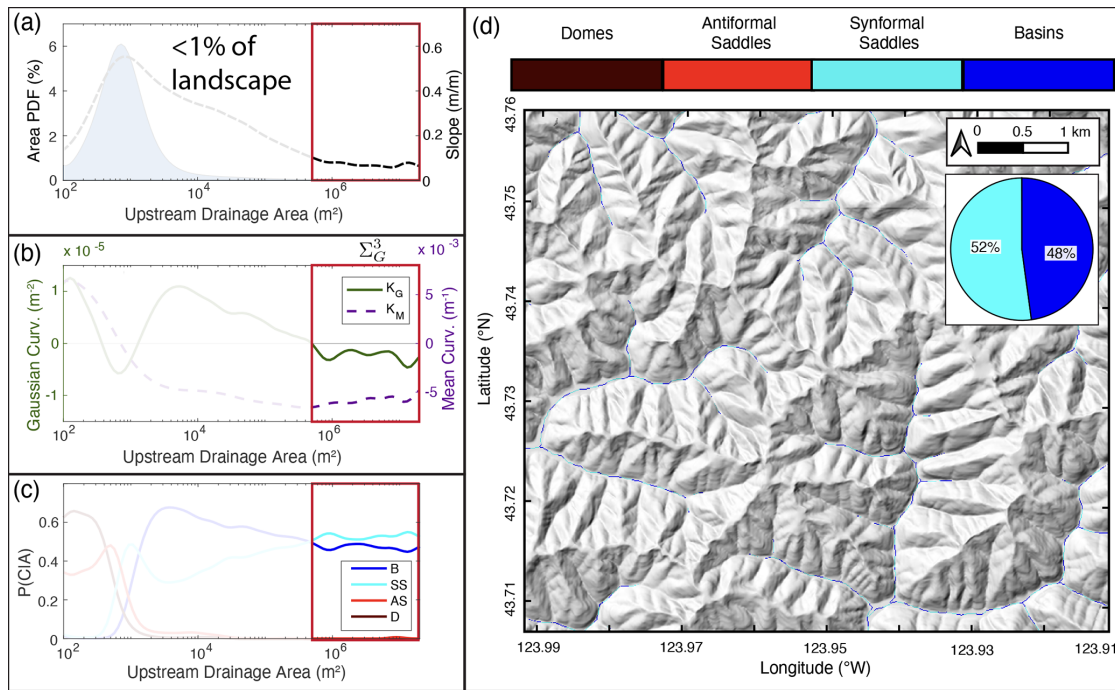 (a)
<1% of
landscape
Area PDF (%)
6
4
2
0
0.6
0.4
0.2
0
Slope (m/m)
10² 10⁴ 10⁶
Upstream Drainage Area (m²)
(b)
x 10⁻⁵
Σ³_G
x 10⁻³
Gaussian Curv. (m⁻²)
1
0
-1
K_G
K_M
5
0
-5
Mean Curv. (m⁻¹)
10² 10⁴ 10⁶
Upstream Drainage Area (m²)
(c)
P(C|A)
0.6
0.4
0.2
0
B
SS
AS
D
10² 10⁴ 10⁶
Upstream Drainage Area (m²)
(d)
Domes
Antiformal
Saddles
Synformal
Saddles
Basins
0 0.5 1 km
52%
48%
Latitude (°N)
43.76
43.75
43.74
43.73
43.72
43.71
123.99 123.97 123.95 123.93 123.91
Longitude (°W)